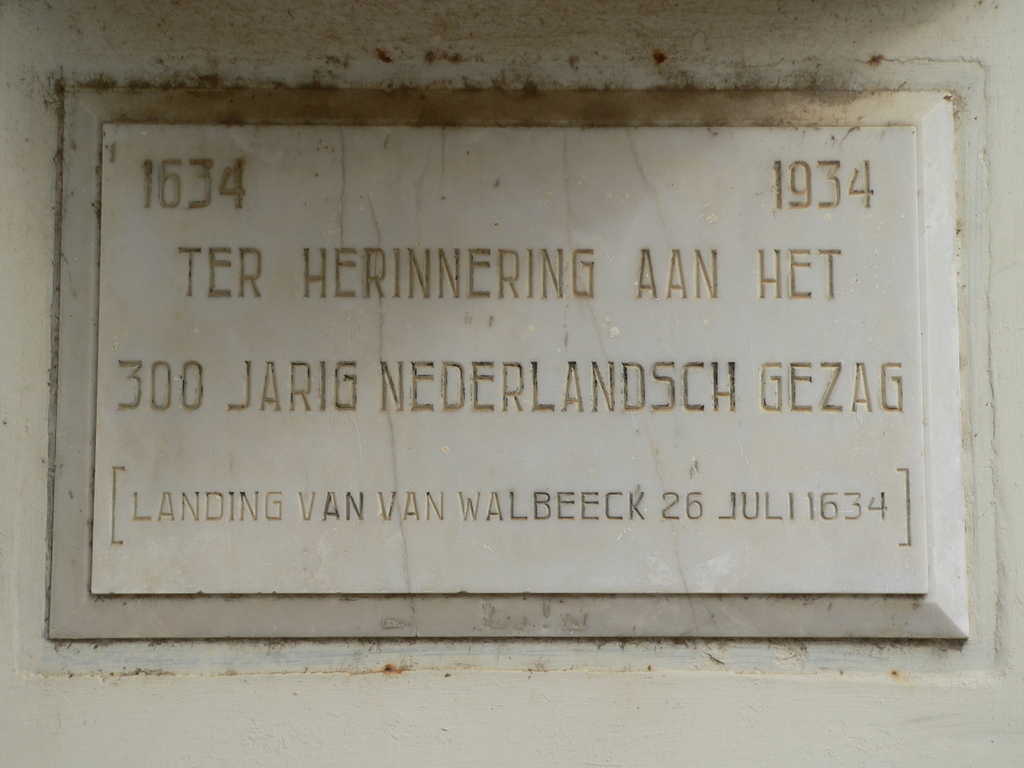 1634 1934
TER HERINNERING AAN HET
300 JARIG NEDERLANDSCH GEZAG
[LANDING VAN VAN WALBEECK 26 JULI 1634]